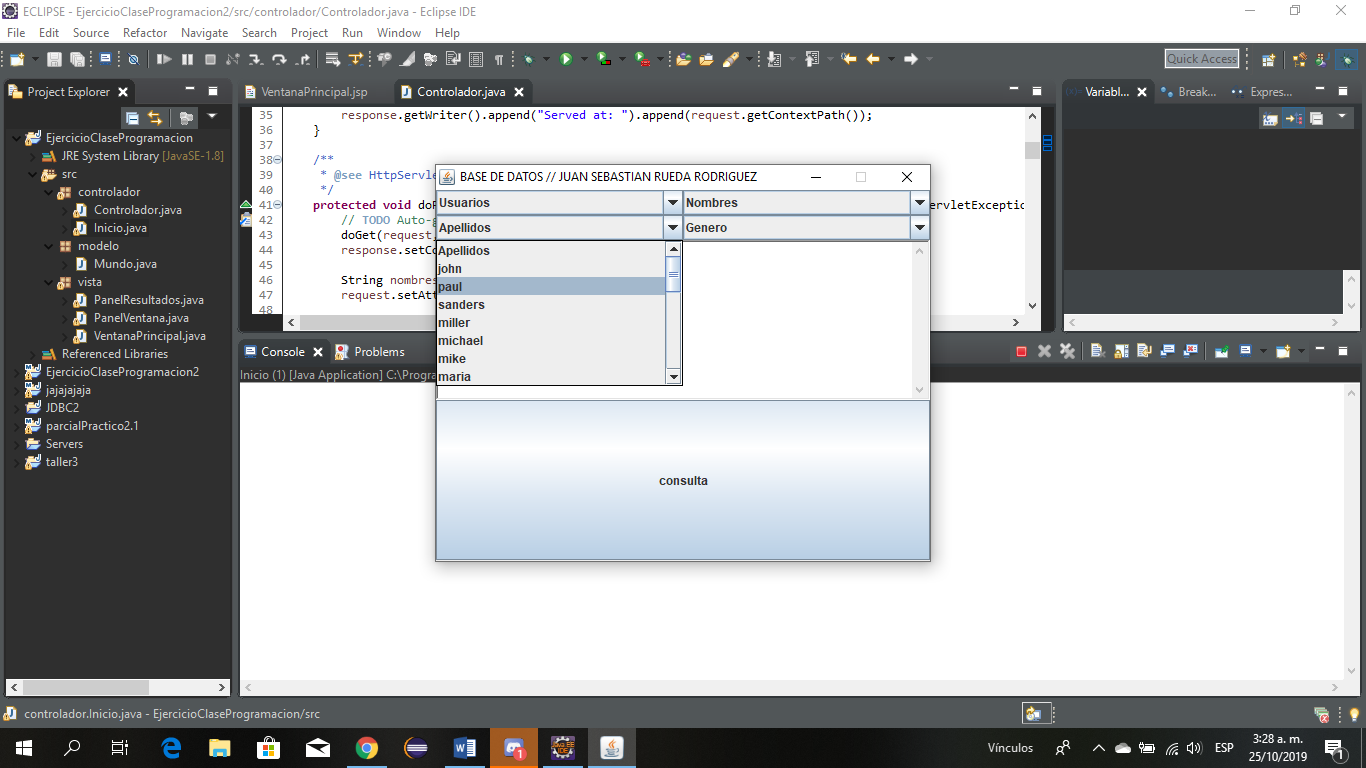 ECLIPSE - EjercicioClaseProgramacion2/src/controlador/Controlador.java - Eclipse IDE
File Edit Source Refactor Navigate Search Project Run Window Help
Quick Access
Project Explorer
EjercicioClaseProgramacion
JRE System Library [JavaSE-1.8]
src
controlador
Controlador.java
Inicio.java
modelo
Mundo.java
vista
PanelResultados.java
PanelVentana.java
VentanaPrincipal.java
Referenced Libraries
EjercicioClaseProgramacion2
jajajajaja
JDBC2
parcialPractico2.1
Servers
taller3
VentanaPrincipal.jsp Controlador.java
35 response.getWriter().append("Served at: ").append(request.getContextPath());
36 }
37
38 /**
39 * @see HttpServle
40 */
41 protected void doP rvletExceptio
42 // TODO Auto-g
43 doGet(request,
44 response.setCo
45
46 String nombres
47 request.setAtt
48
Variabl... Break... Expres...
BASE DE DATOS // JUAN SEBASTIAN RUEDA RODRIGUEZ
Usuarios Nombres
Apellidos Genero
Apellidos
john
paul
sanders
miller
michael
mike
maria
consulta
Console Problems
Inicio (1) [Java Application] C:\Progra
controlador.Inicio.java - EjercicioClaseProgramacion/src
Vínculos ESP 3:28 a. m.
25/10/2019